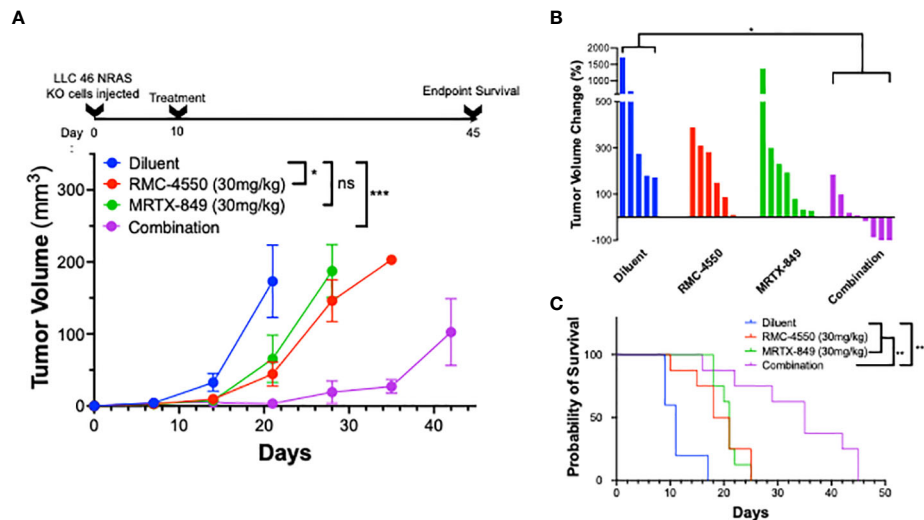 A
LLC 46 NRAS
KO cells injected
Treatment
Endpoint Survival
Day
:
0
10
45
Diluent
RMC-4550 (30mg/kg)
MRTX-849 (30mg/kg)
Combination
*
ns
***
Tumor Volume (mm3)
300
200
100
0
0
10
20
30
40
Days
B
*
Tumor Volume Change (%)
2000
1500
1000
500
100
-100
Diluent
RMC-4550
MRTX-849
Combination
C
Diluent
RMC-4550 (30mg/kg)
MRTX-849 (30mg/kg)
Combination
**
**
Probability of Survival
100
50
0
0
10
20
30
40
50
Days